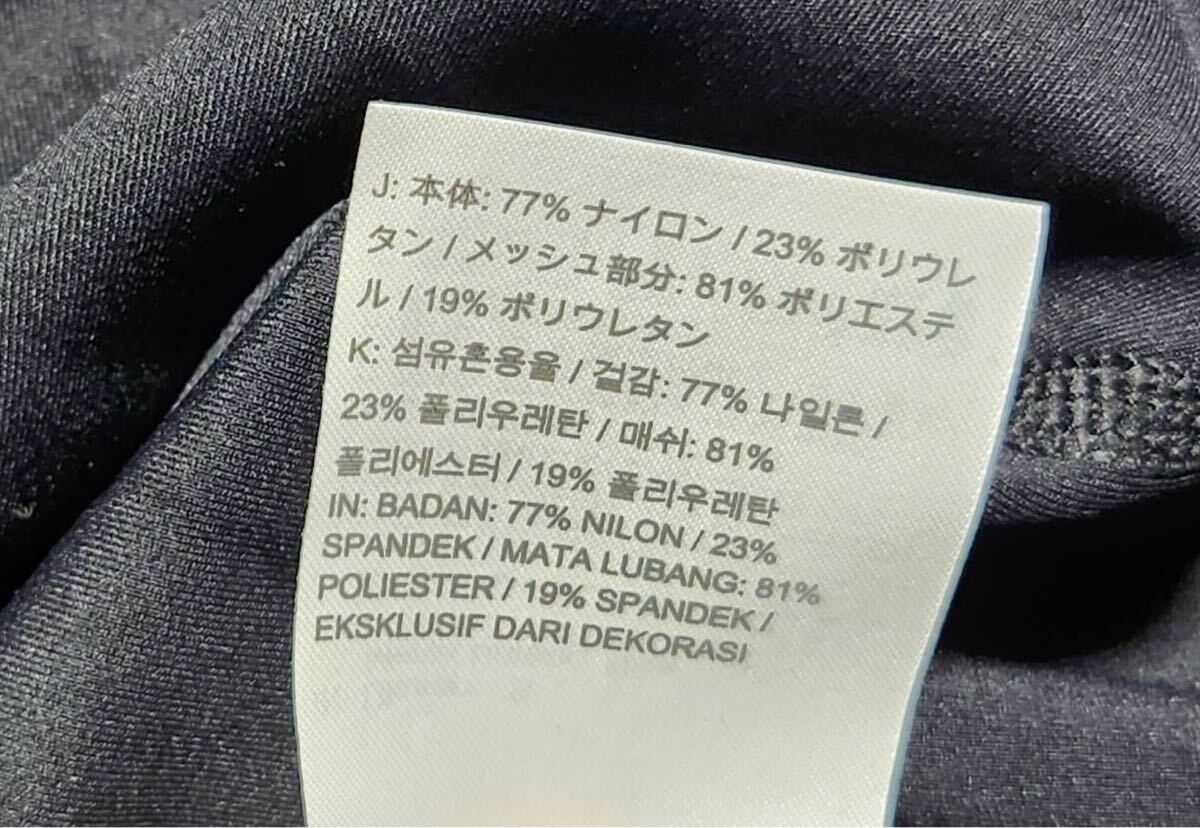 J: 本体: 77% ナイロン / 23% ポリウレ
タン / メッシュ部分: 81% ポリエステ
ル / 19% ポリウレタン
K: 섬유혼용율 / 겉감: 77% 나일론 /
23% 폴리우레탄 / 매쉬: 81%
폴리에스터 / 19% 폴리우레탄
IN: BADAN: 77% NILON / 23%
SPANDEK / MATA LUBANG: 81%
POLIESTER / 19% SPANDEK /
EKSKLUSIF DARI DEKORASI